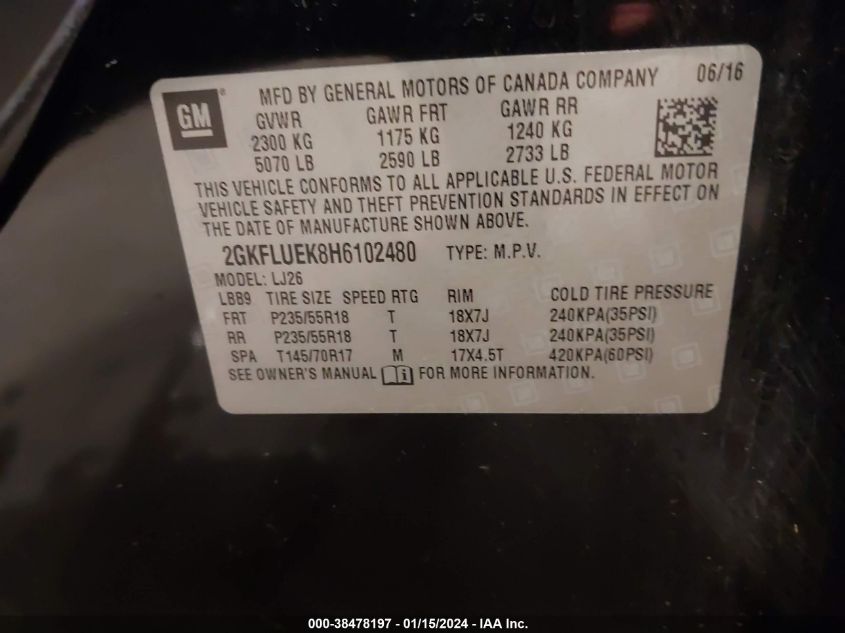 MFD BY GENERAL MOTORS OF CANADA COMPANY 06/16
GM
GVWR GAWR FRT GAWR RR
2300 KG 1175 KG 1240 KG
5070 LB 2590 LB 2733 LB
THIS VEHICLE CONFORMS TO ALL APPLICABLE U.S. FEDERAL MOTOR
VEHICLE SAFETY AND THEFT PREVENTION STANDARDS IN EFFECT ON
THE DATE OF MANUFACTURE SHOWN ABOVE.
2GKFLUEK8H6102480 TYPE: M.P.V.
MODEL: LJ26
LBB9 TIRE SIZE SPEED RTG RIM COLD TIRE PRESSURE
FRT P235/55R18 T 18X7J 240KPA(35PSI)
RR P235/55R18 T 18X7J 240KPA(35PSI)
SPA T145/70R17 M 17X4.5T 420KPA(60PSI)
SEE OWNER'S MANUAL FOR MORE INFORMATION.
000-38478197 - 01/15/2024 - IAA Inc.